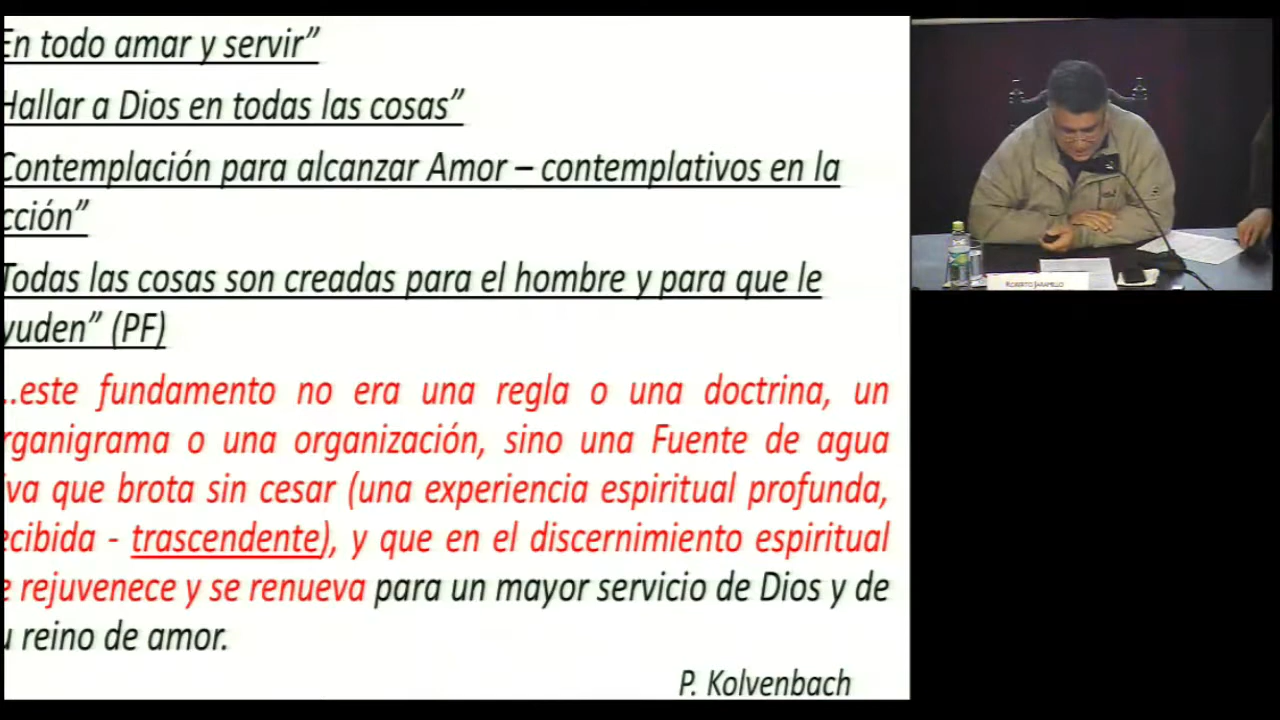 En todo amar y servir”
Hallar a Dios en todas las cosas”
Contemplación para alcanzar Amor – contemplativos en la
cción”
Todas las cosas son creadas para el hombre y para que le
yuden” (PF)
..este fundamento no era una regla o una doctrina, un
rganigrama o una organización, sino una Fuente de agua
iva que brota sin cesar (una experiencia espiritual profunda,
ecibida - trascendente), y que en el discernimiento espiritual
e rejuvenece y se renueva para un mayor servicio de Dios y de
u reino de amor.
P. Kolvenbach
ROBERTO JARAMILLO